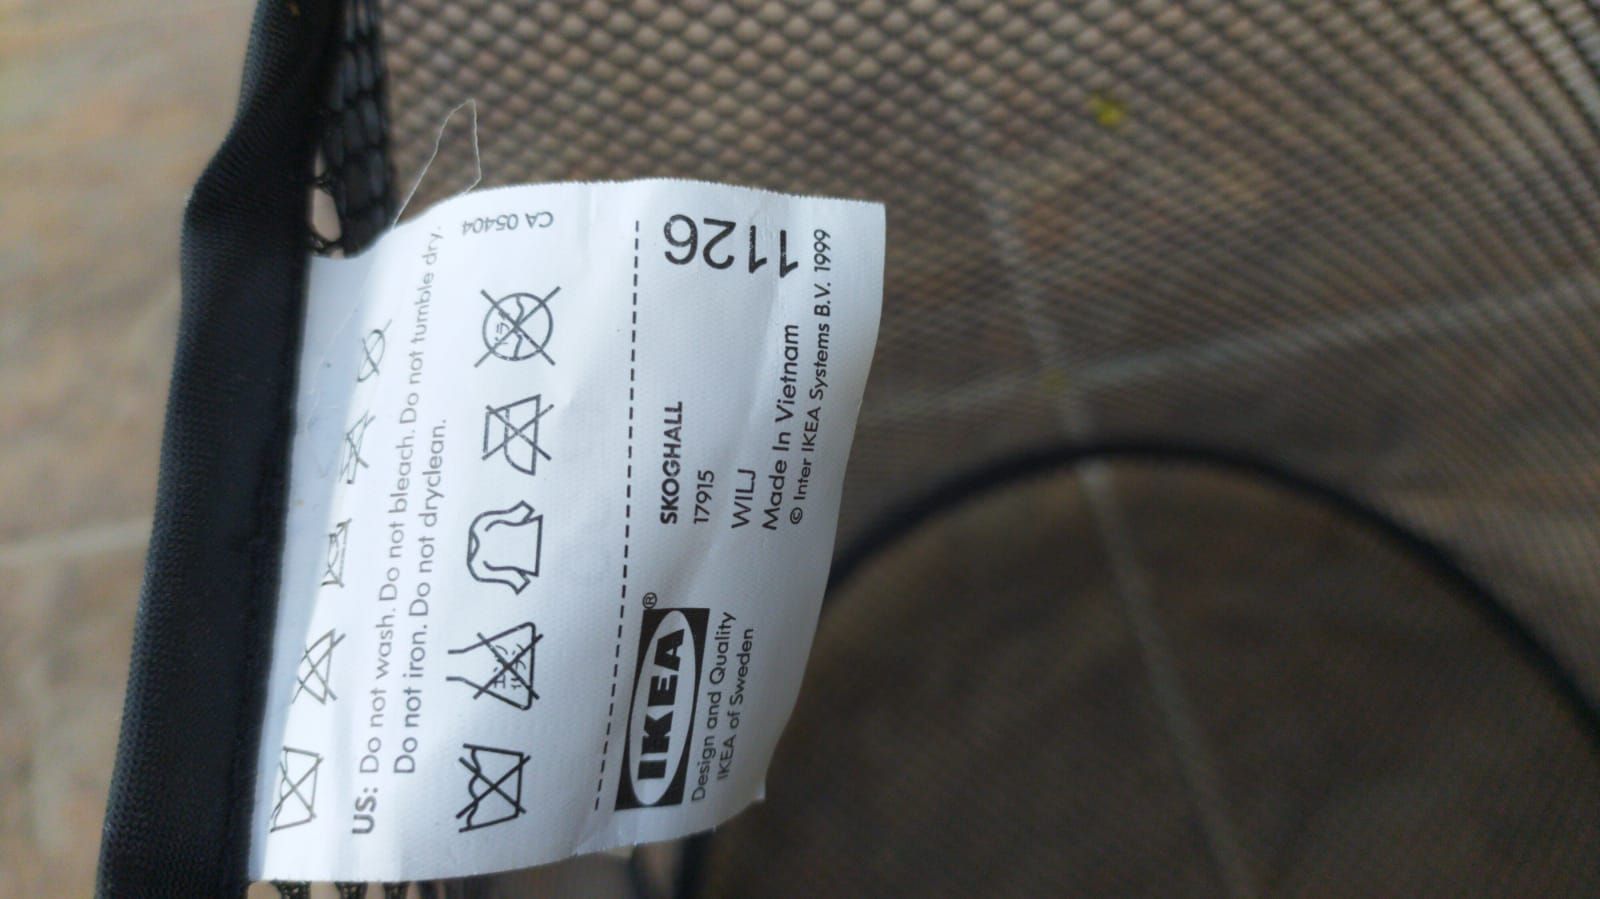 US: Do not wash. Do not bleach. Do not tumble dry.
Do not iron. Do not dryclean.
CA 05404
IKEA®
Design and Quality
IKEA of Sweden
SKOGHALL
17915
WILJ
Made In Vietnam
© Inter IKEA Systems B.V. 1999
1126